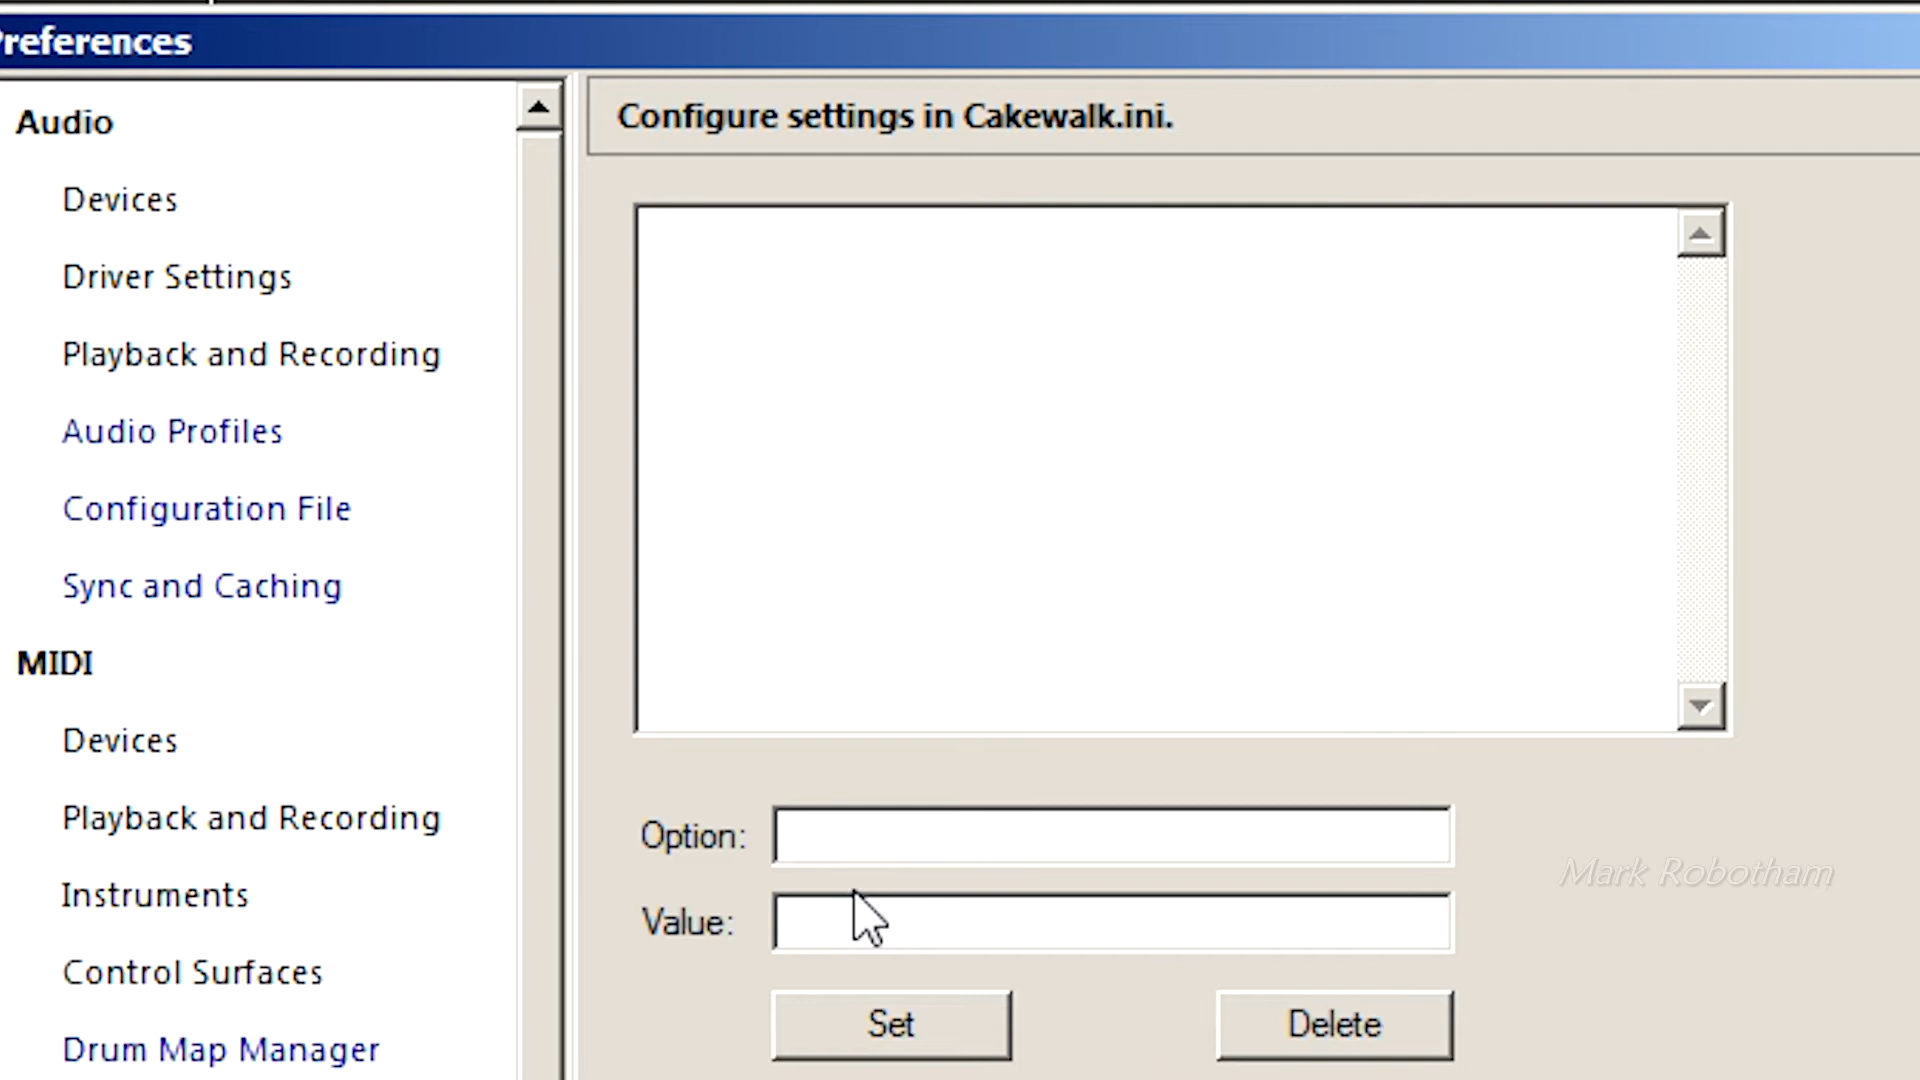 Preferences
Audio
Devices
Driver Settings
Playback and Recording
Audio Profiles
Configuration File
Sync and Caching
MIDI
Devices
Playback and Recording
Instruments
Control Surfaces
Drum Map Manager
Configure settings in Cakewalk.ini.
Option:
Value:
Set
Delete
Mark Robotham